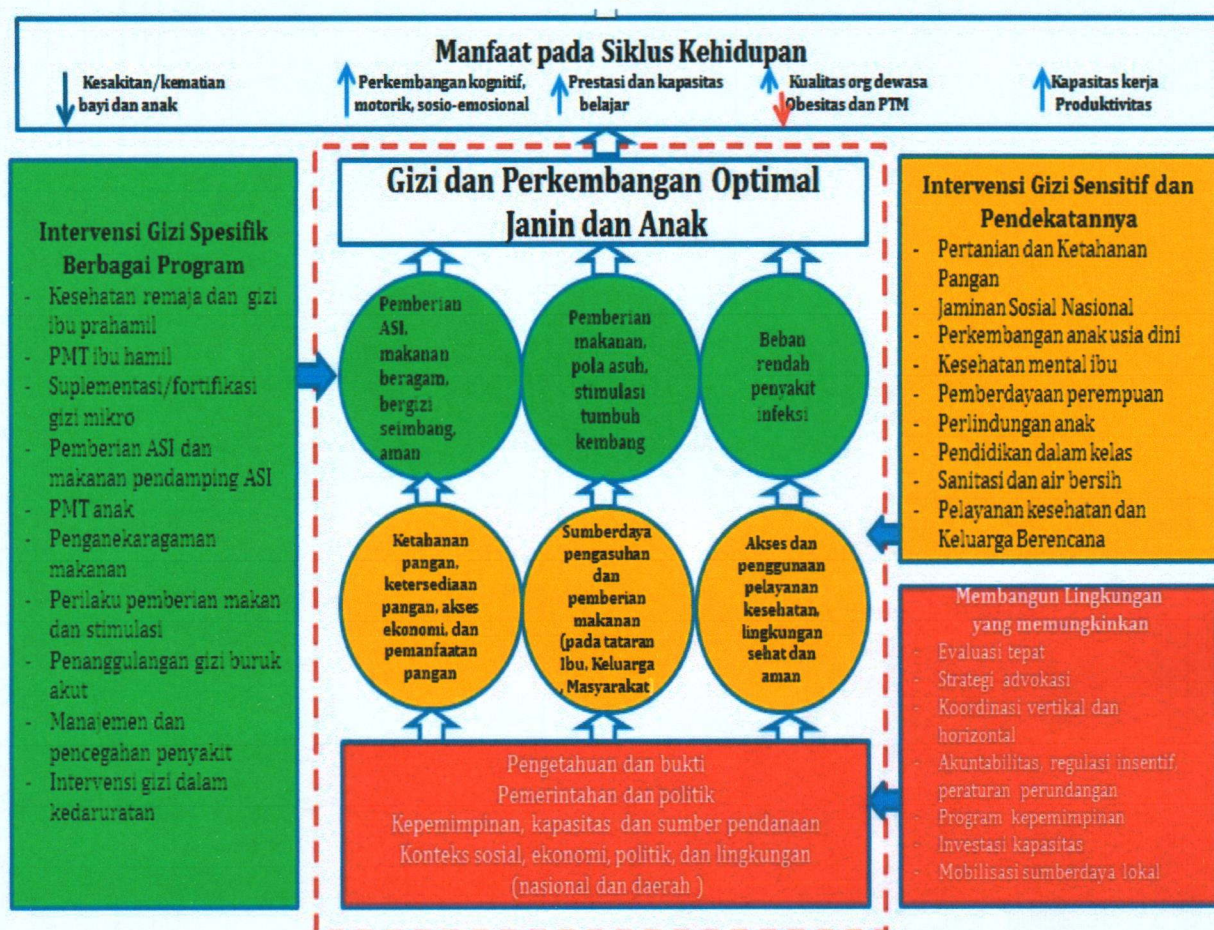 Manfaat pada Siklus Kehidupan
Kesakitan/kematian
bayi dan anak
Perkembangan kognitif,
motorik, sosio-emosional
Prestasi dan kapasitas
belajar
Kualitas org dewasa
Obesitas dan PTM
Kapasitas kerja
Produktivitas
Intervensi Gizi Spesifik
Berbagai Program
- Kesehatan remaja dan gizi
ibu prahamil
- PMT ibu hamil
- Suplementasi/fortifikasi
gizi mikro
- Pemberian ASI dan
makanan pendamping ASI
- PMT anak
- Penganekaragaman
makanan
- Perilaku pemberian makan
dan stimulasi
- Penanggulangan gizi buruk
akut
- Manajemen dan
pencegahan penyakit
- Intervensi gizi dalam
kedaruratan
Gizi dan Perkembangan Optimal
Janin dan Anak
Pemberian
ASI,
makanan
beragam,
bergizi
seimbang,
aman
Pemberian
makanan,
pola asuh,
stimulasi
tumbuh
kembang
Beban
rendah
penyakit
infeksi
Ketahanan
pangan,
ketersediaan
pangan, akses
ekonomi, dan
pemanfaatan
pangan
Sumberdaya
pengasuhan
dan
pemberian
makanan
(pada tataran
Ibu, Keluarga
, Masyarakat
Akses dan
penggunaan
pelayanan
kesehatan,
lingkungan
sehat dan
aman
Pengetahuan dan bukti
Pemerintahan dan politik
Kepemimpinan, kapasitas dan sumber pendanaan
Konteks sosial, ekonomi, politik, dan lingkungan
(nasional dan daerah )
Intervensi Gizi Sensitif dan
Pendekatannya
- Pertanian dan Ketahanan
Pangan
- Jaminan Sosial Nasional
- Perkembangan anak usia dini
- Kesehatan mental ibu
- Pemberdayaan perempuan
- Perlindungan anak
- Pendidikan dalam kelas
- Sanitasi dan air bersih
- Pelayanan kesehatan dan
Keluarga Berencana
Membangun Lingkungan
yang memungkinkan
- Evaluasi tepat
- Strategi advokasi
- Koordinasi vertikal dan
horizontal
- Akuntabilitas, regulasi insentif,
peraturan perundangan
- Program kepemimpinan
- Investasi kapasitas
- Mobilisasi sumberdaya lokal